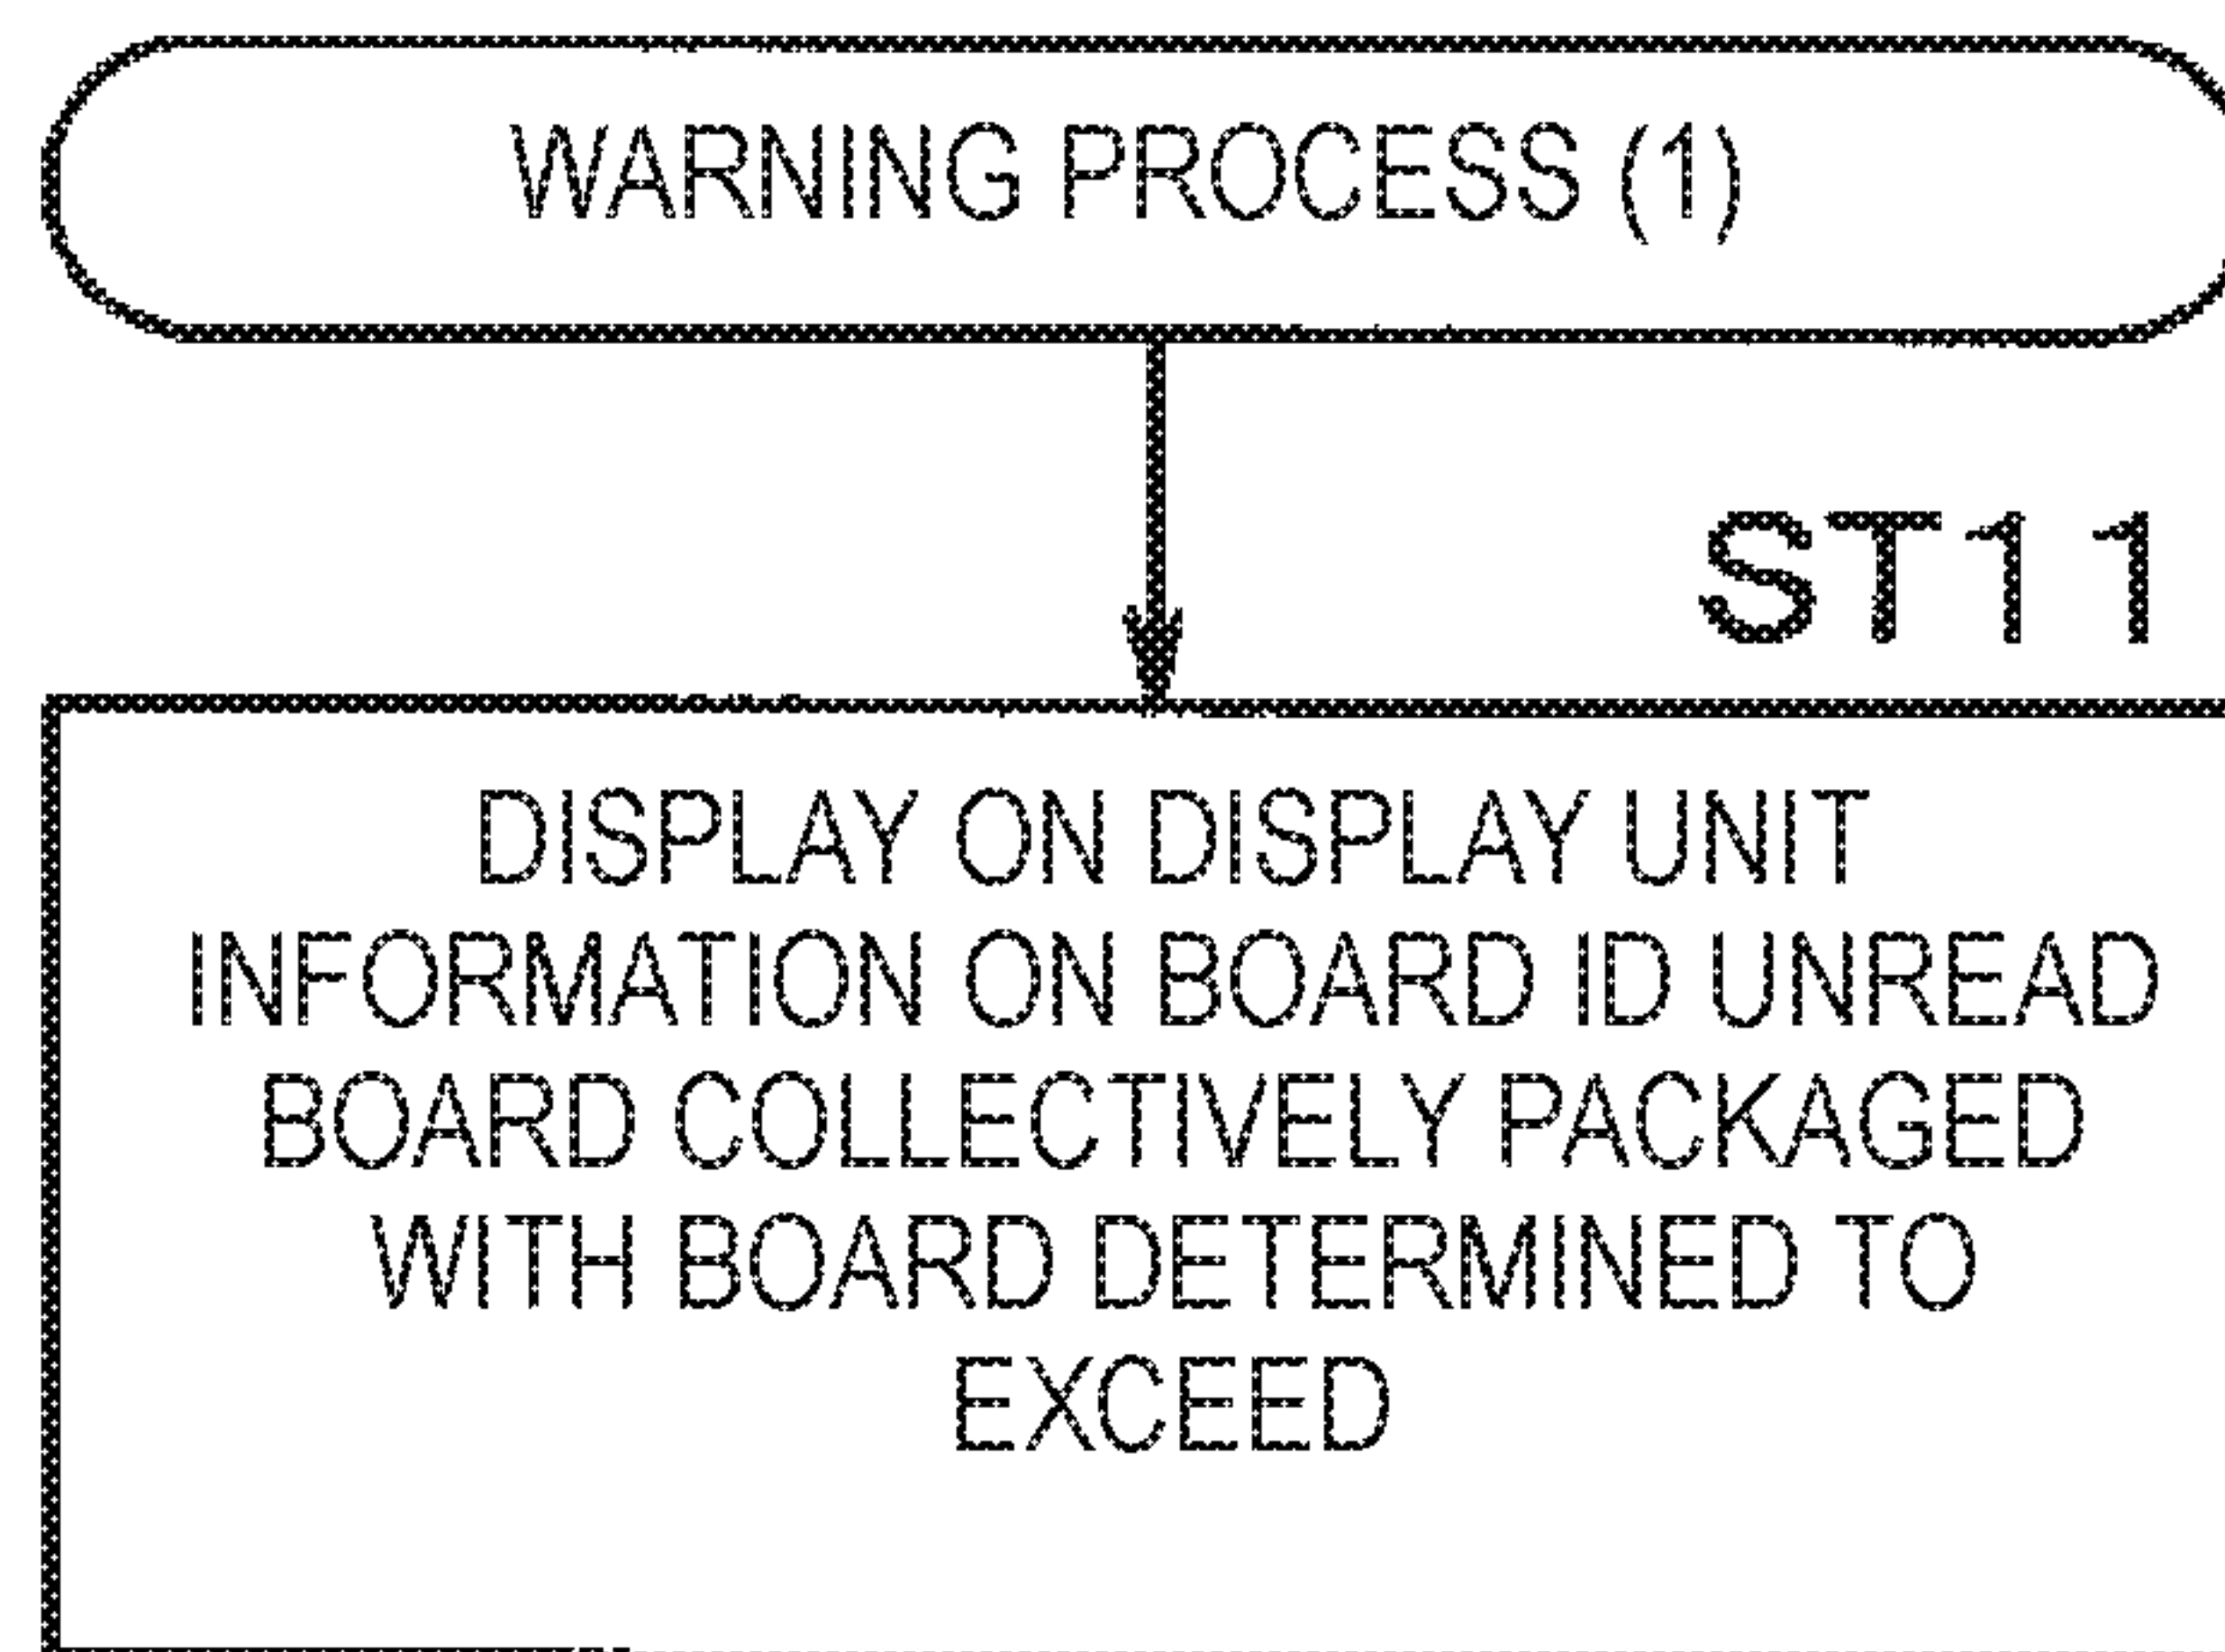 WARNING PROCESS (1)
ST11
DISPLAY ON DISPLAY UNIT
INFORMATION ON BOARD ID UNREAD
BOARD COLLECTIVELY PACKAGED
WITH BOARD DETERMINED TO
EXCEED